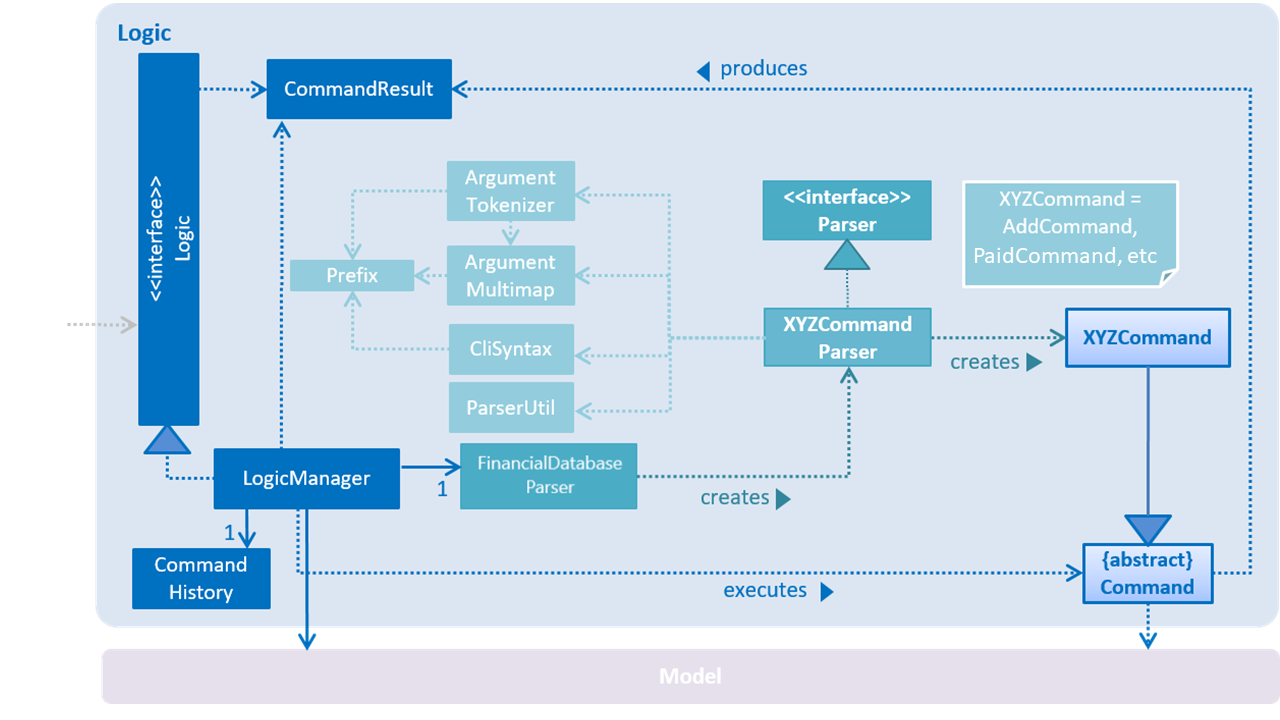 Logic
<<interface>>
Logic
CommandResult
produces
Argument
Tokenizer
<<interface>>
Parser
XYZCommand =
AddCommand,
PaidCommand, etc
Prefix
Argument
Multimap
XYZCommand
Parser
XYZCommand
creates
CliSyntax
ParserUtil
LogicManager
1
FinancialDatabase
Parser
creates
1
Command
History
executes
{abstract}
Command
Model